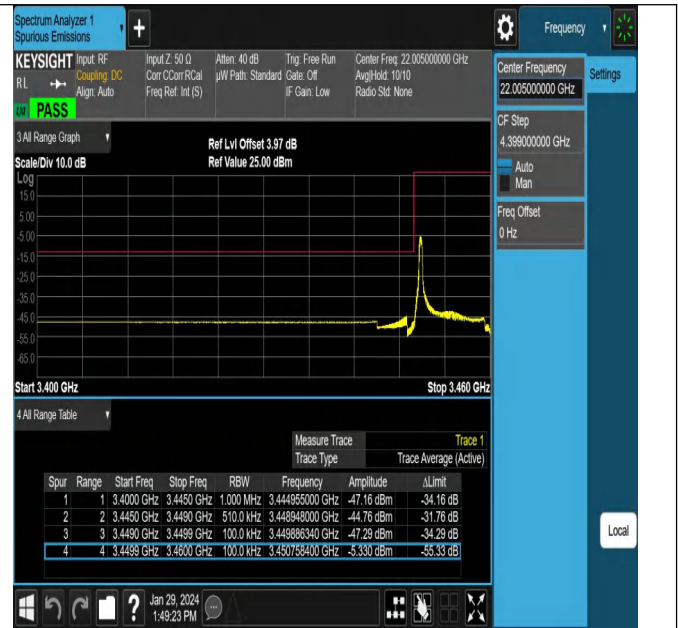 Spectrum Analyzer 1
Spurious Emissions
+
Frequency
KEYSIGHT Input: RF Input Z: 50 Ω Atten: 40 dB Trig: Free Run Center Freq: 22.005000000 GHz
RL Coupling: DC Corr CCorr RCal µW Path: Standard Gate: Off Avg|Hold: 10/10
Align: Auto Freq Ref: Int (S) IF Gain: Low Radio Std: None
PASS
Center Frequency
22.005000000 GHz
Settings
CF Step
4.399000000 GHz
Auto
Man
Freq Offset
0 Hz
3 All Range Graph
Ref Lvl Offset 3.97 dB
Scale/Div 10.0 dB Ref Value 25.00 dBm
Log
15.0
5.00
-5.00
-15.0
-25.0
-35.0
-45.0
-55.0
-65.0
Start 3.400 GHz Stop 3.460 GHz
4 All Range Table
Measure Trace Trace 1
Trace Type Trace Average (Active)
Spur Range Start Freq Stop Freq RBW Frequency Amplitude ΔLimit
1 1 3.4000 GHz 3.4450 GHz 1.000 MHz 3.444955000 GHz -47.16 dBm -34.16 dB
2 2 3.4450 GHz 3.4490 GHz 510.0 kHz 3.448948000 GHz -44.76 dBm -31.76 dB
3 3 3.4490 GHz 3.4499 GHz 100.0 kHz 3.449886340 GHz -47.29 dBm -34.29 dB
4 4 3.4499 GHz 3.4600 GHz 100.0 kHz 3.450758400 GHz -5.330 dBm -55.33 dB
Local
?
Jan 29, 2024
1:49:23 PM